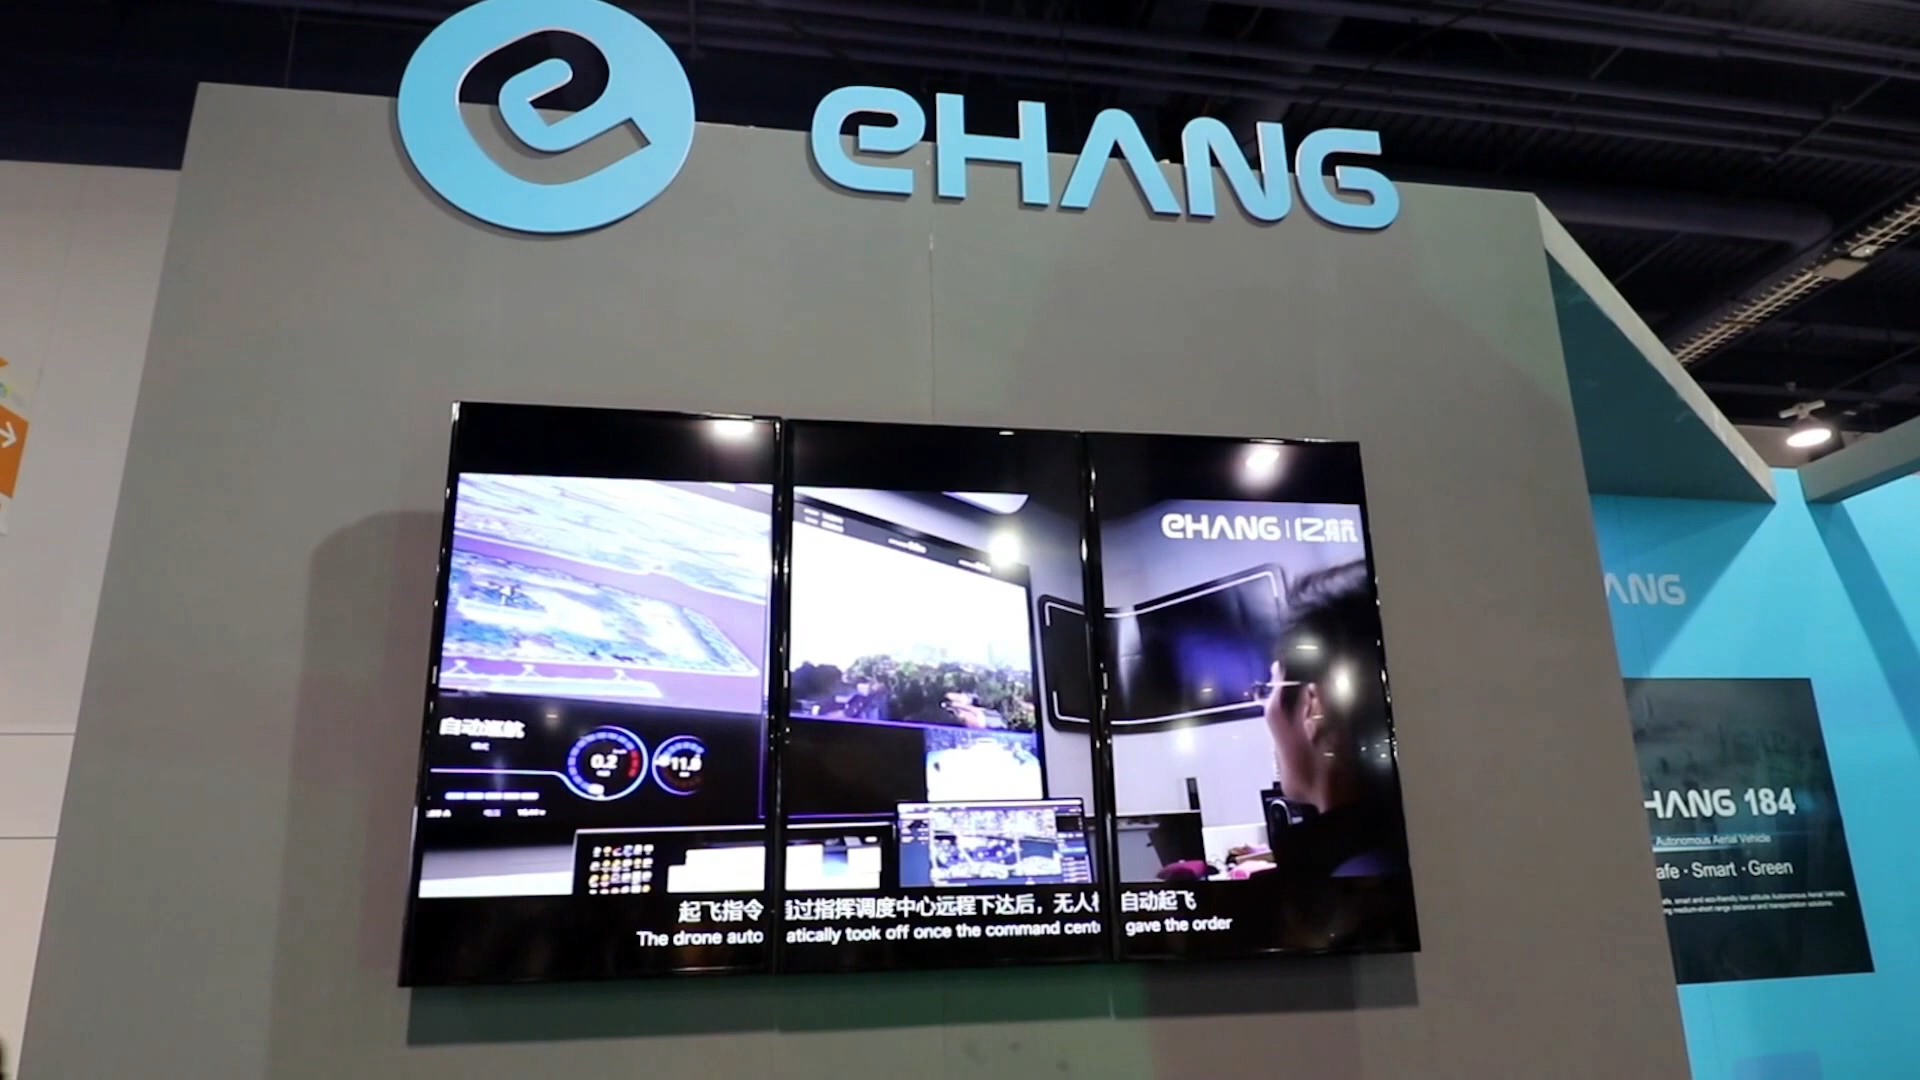 eHANG
eHANG | 亿航
自动巡航
0.2
11.8
起飞指令 通过指挥调度中心远程下达后，无人 自动起飞
The drone auto atically took off once the command cent gave the order
ANG
HANG 184
Autonomous Aerial Vehicle
afe · Smart · Green